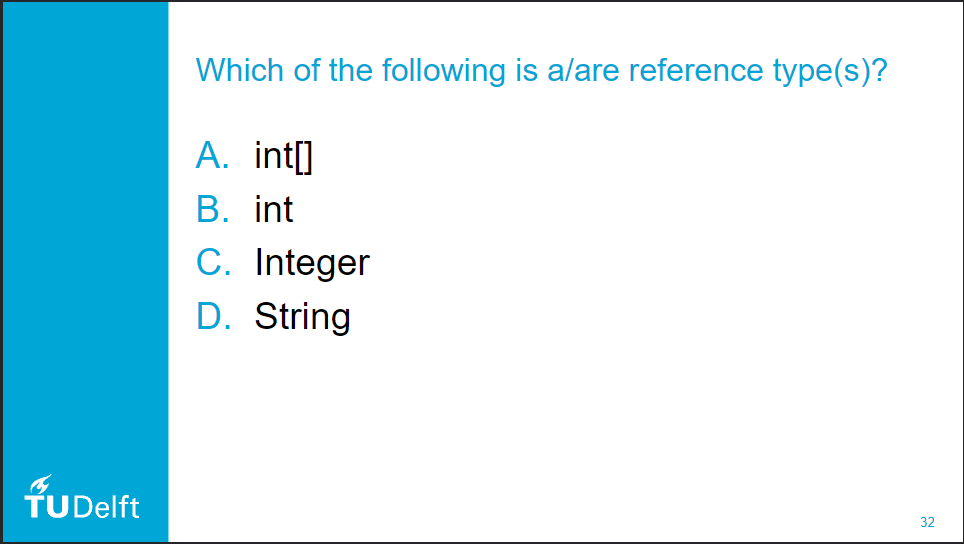 Which of the following is a/are reference type(s)?
A. int[]
B. int
C. Integer
D. String
TUDelft
32